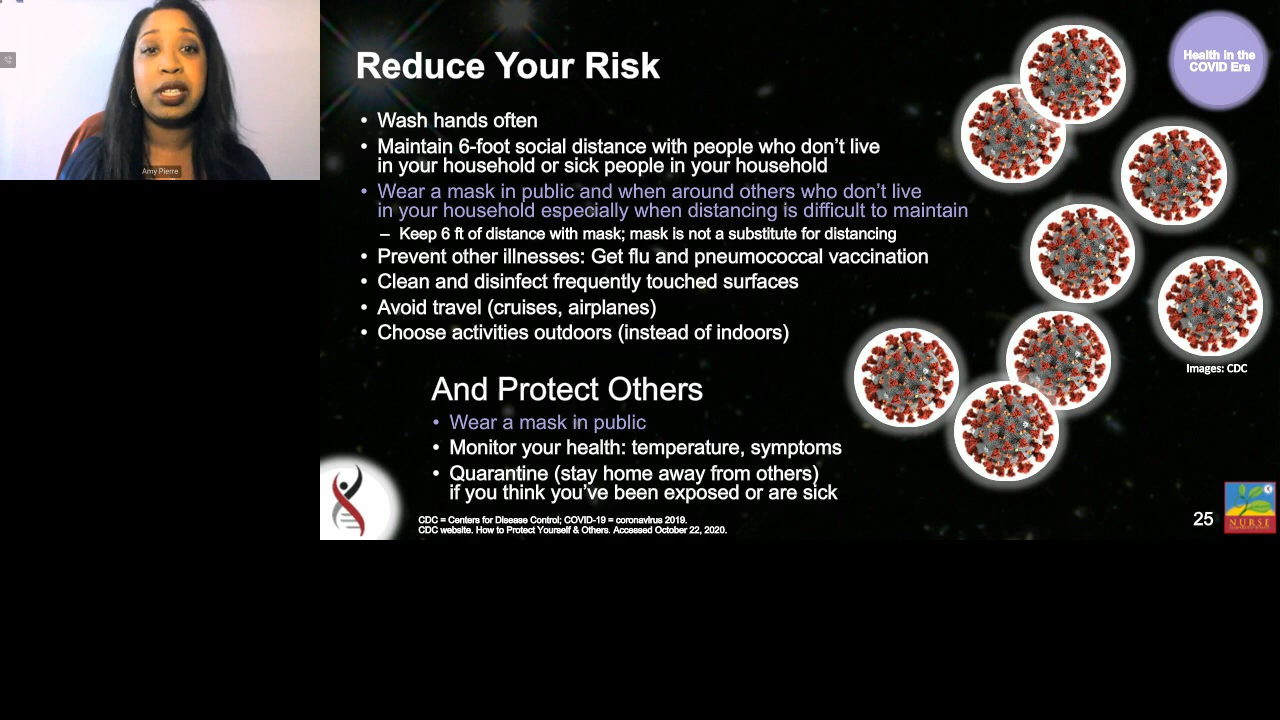 Amy Pierre
Reduce Your Risk
Health in the
COVID Era
• Wash hands often
• Maintain 6-foot social distance with people who don't live
in your household or sick people in your household
• Wear a mask in public and when around others who don't live
in your household especially when distancing is difficult to maintain
– Keep 6 ft of distance with mask; mask is not a substitute for distancing
• Prevent other illnesses: Get flu and pneumococcal vaccination
• Clean and disinfect frequently touched surfaces
• Avoid travel (cruises, airplanes)
• Choose activities outdoors (instead of indoors)
Images: CDC
And Protect Others
• Wear a mask in public
• Monitor your health: temperature, symptoms
• Quarantine (stay home away from others)
if you think you've been exposed or are sick
CDC = Centers for Disease Control; COVID-19 = coronavirus 2019.
CDC website. How to Protect Yourself & Others. Accessed October 22, 2020.
25
NURSE